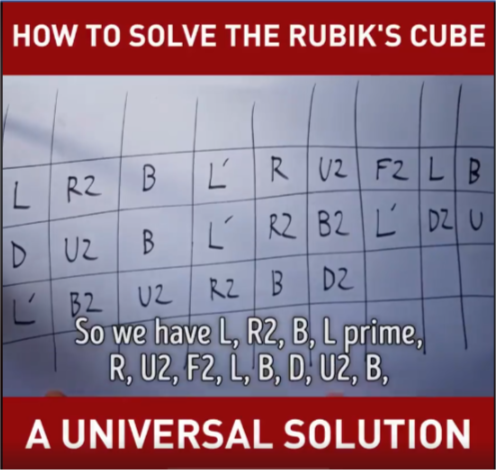 HOW TO SOLVE THE RUBIK'S CUBE
L R2 B L' R U2 F2 L B
D U2 B L' R2 B2 L' D2 U
L' B2 U2 R2 B D2
So we have L, R2, B, L prime,
R, U2, F2, L, B, D, U2, B,
A UNIVERSAL SOLUTION